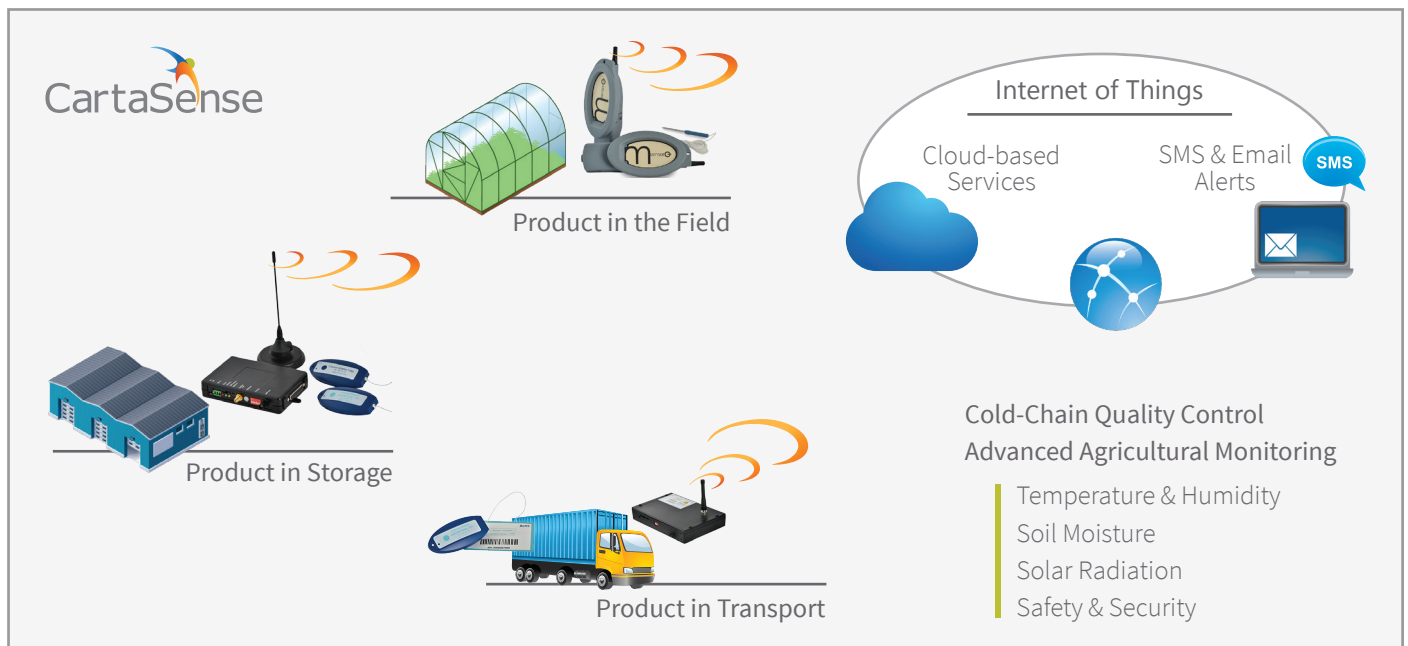 CartaSense
Product in the Field
Internet of Things
Cloud-based
Services
SMS & Email
Alerts
SMS
Product in Storage
Product in Transport
Cold-Chain Quality Control
Advanced Agricultural Monitoring
Temperature & Humidity
Soil Moisture
Solar Radiation
Safety & Security